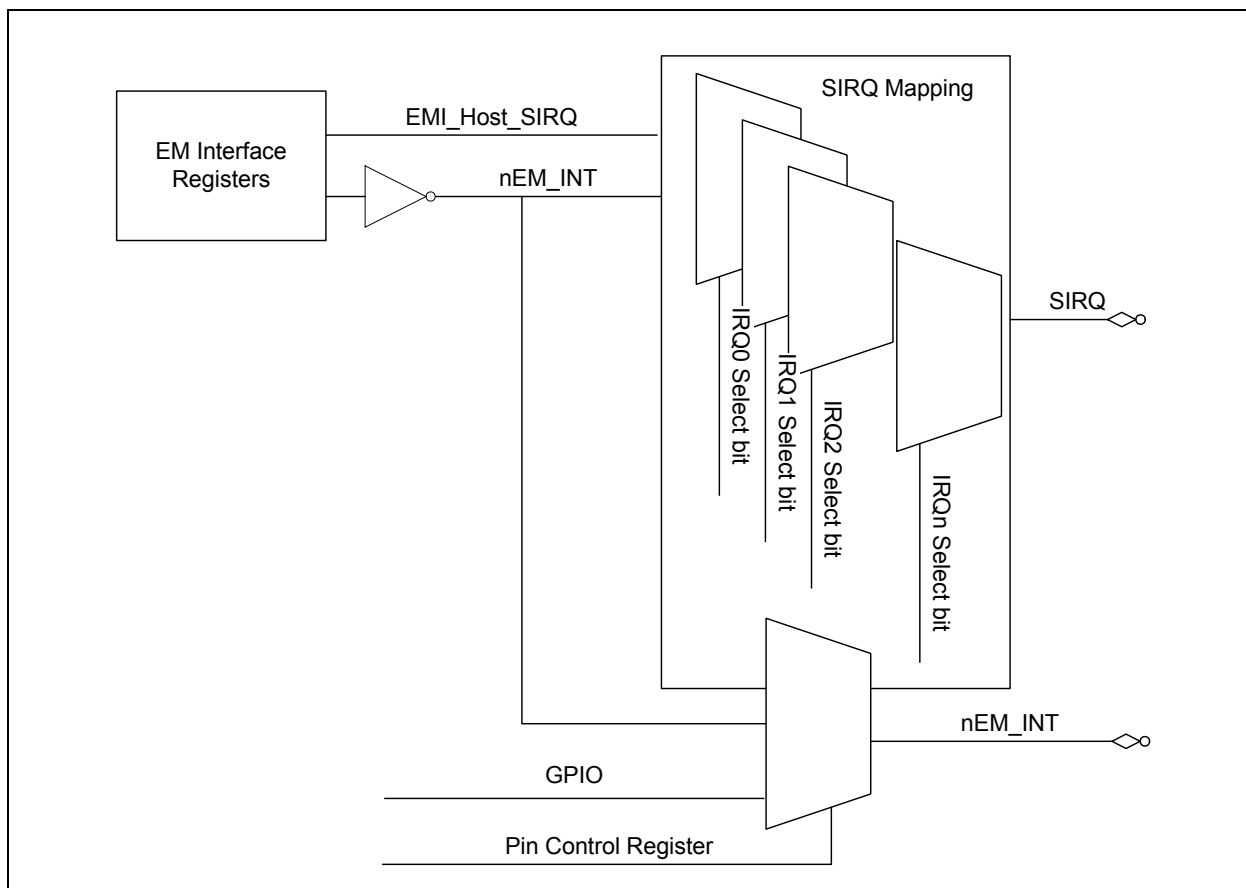 SIRQ Mapping
EMI_Host_SIRQ
EM Interface
Registers
nEM_INT
SIRQ
IRQ0 Select bit
IRQ1 Select bit
IRQ2 Select bit
IRQn Select bit
nEM_INT
GPIO
Pin Control Register